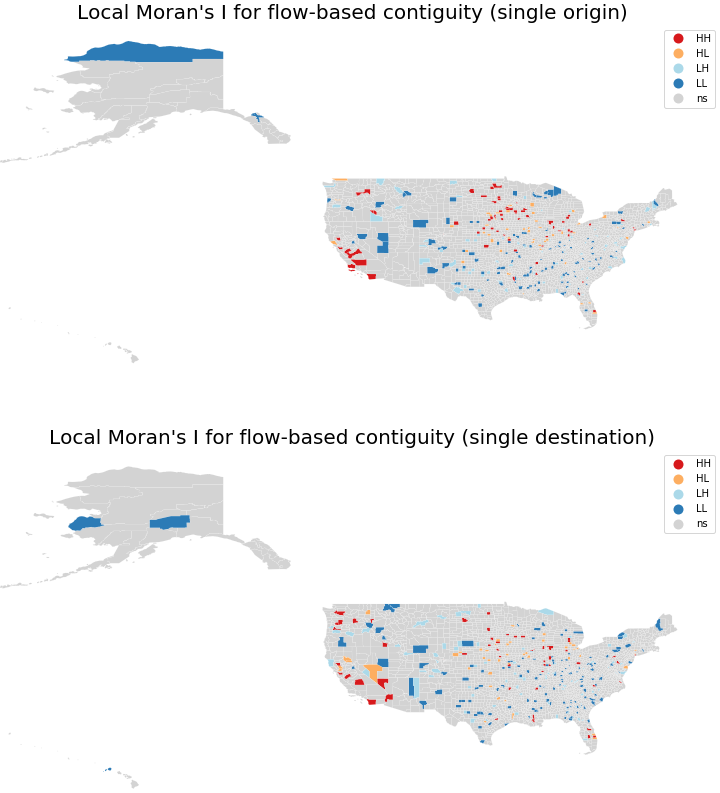 Local Moran's I for flow-based contiguity (single origin)
HH
HL
LH
LL
ns
Local Moran's I for flow-based contiguity (single destination)
HH
HL
LH
LL
ns